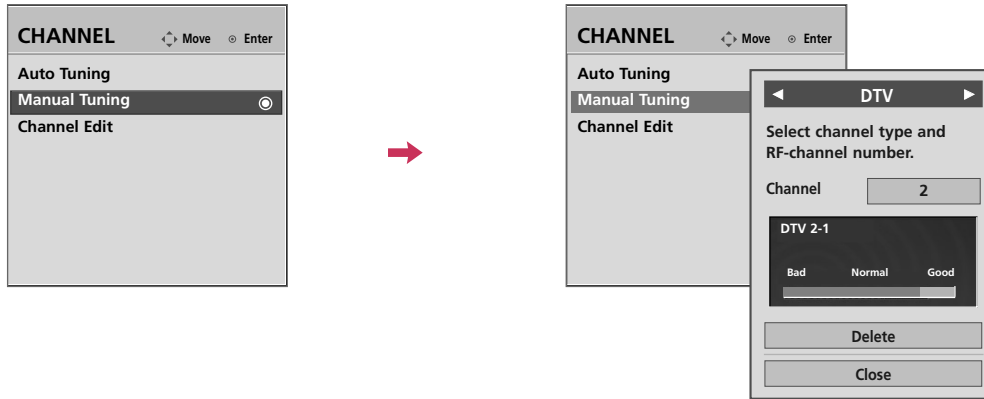 CHANNEL Move Enter
Auto Tuning
Manual Tuning
Channel Edit
CHANNEL Move Enter
Auto Tuning
Manual Tuning
Channel Edit
DTV
Select channel type and
RF-channel number.
Channel 2
DTV 2-1
Bad Normal Good
Delete
Close